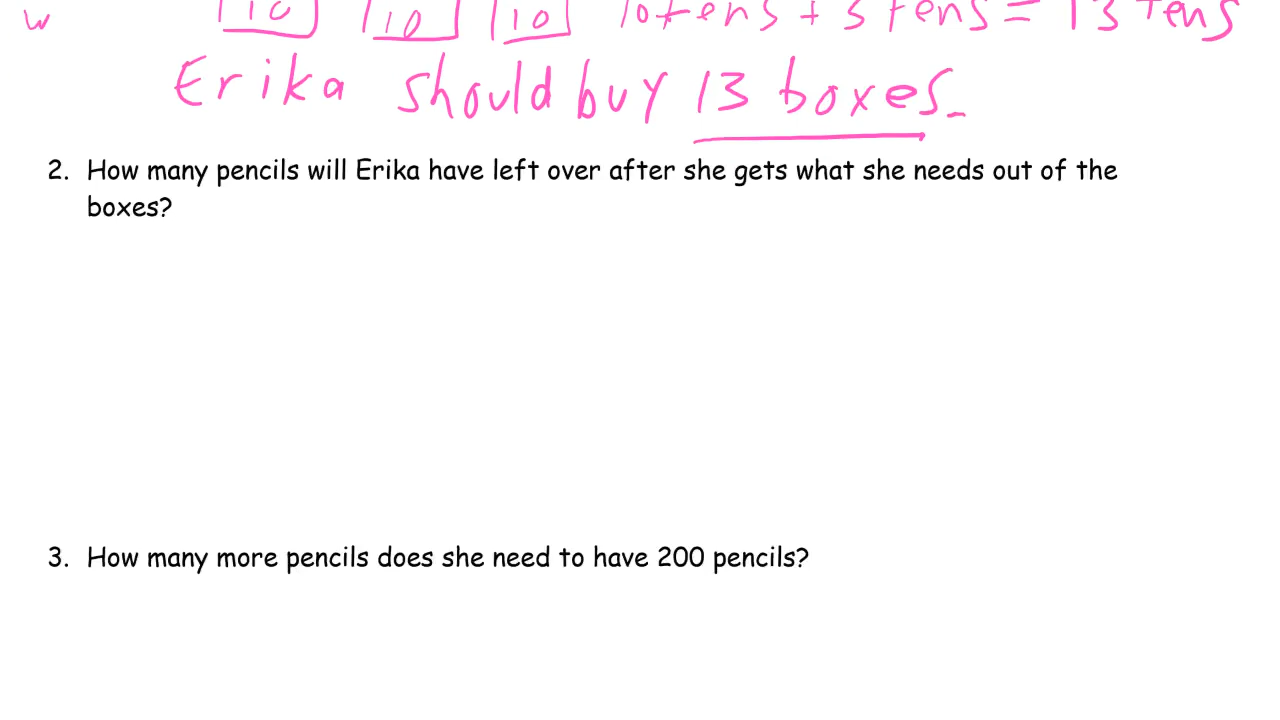 w 10 10 10 10 tens + 3 tens = 13 tens
Erika should buy 13 boxes.
2. How many pencils will Erika have left over after she gets what she needs out of the
boxes?
3. How many more pencils does she need to have 200 pencils?